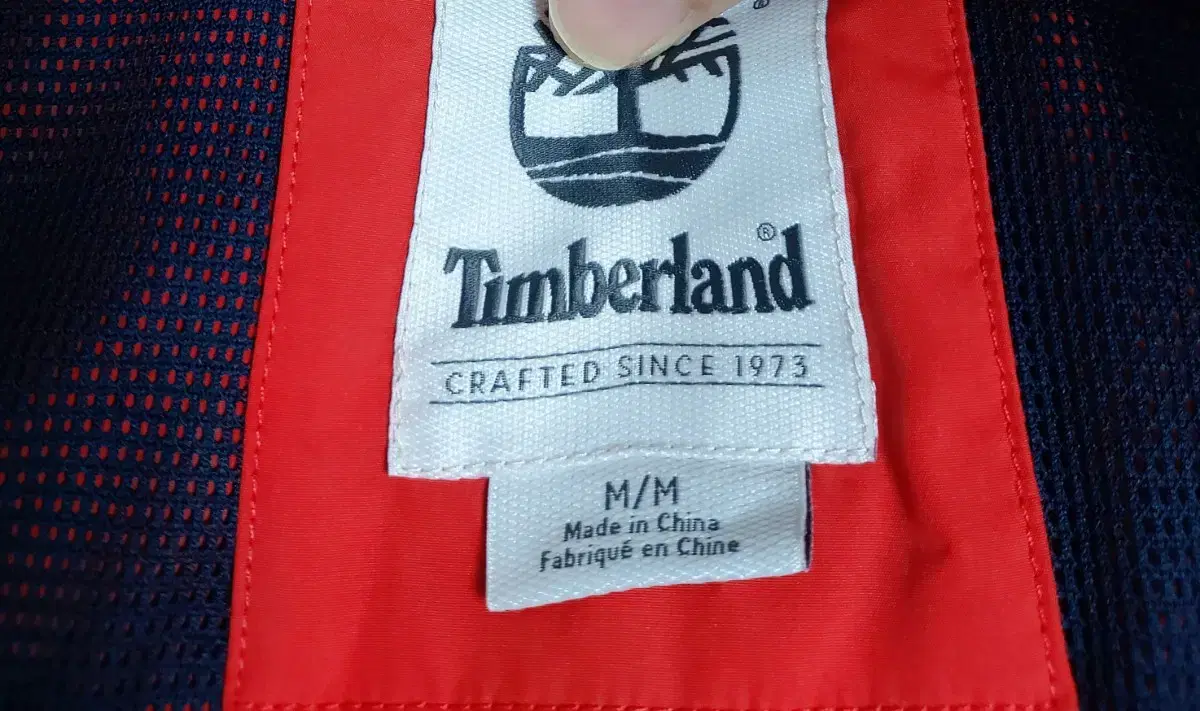 Timberland®
CRAFTED SINCE 1973
M/M
Made in China
Fabriqué en Chine